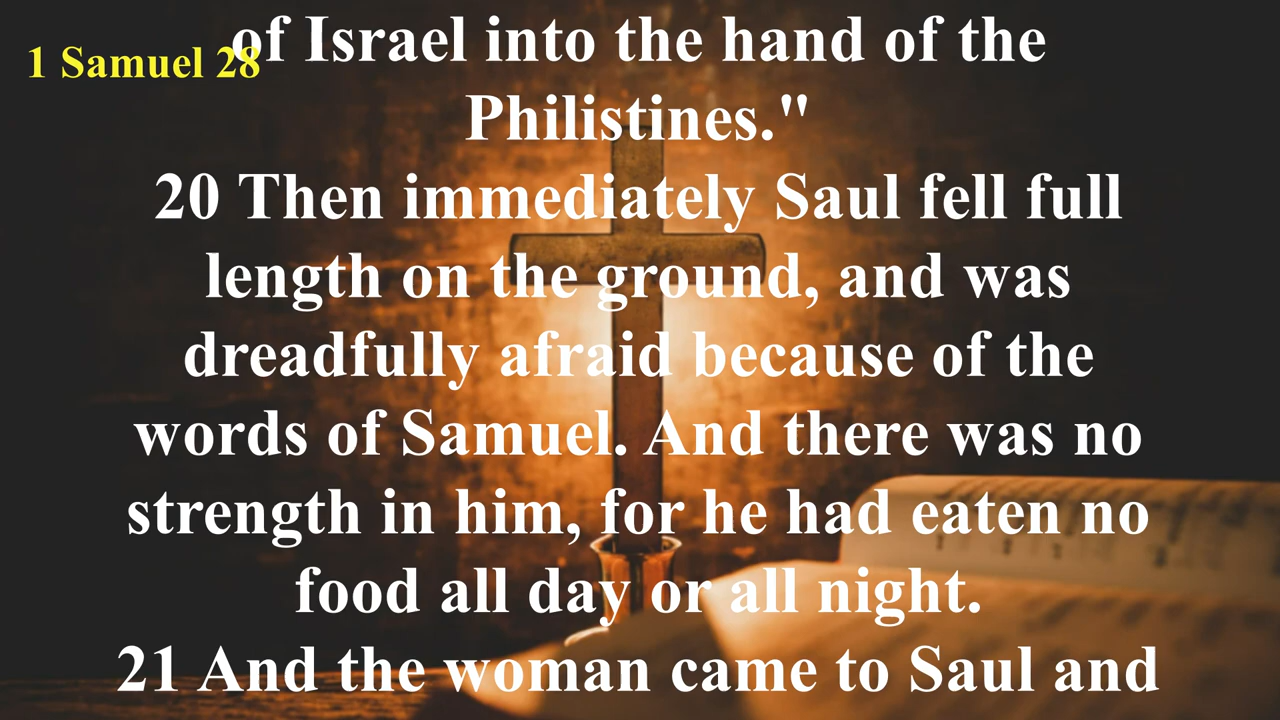 of Israel into the hand of the
1 Samuel 28
Philistines."
20 Then immediately Saul fell full
length on the ground, and was
dreadfully afraid because of the
words of Samuel. And there was no
strength in him, for he had eaten no
food all day or all night.
21 And the woman came to Saul and